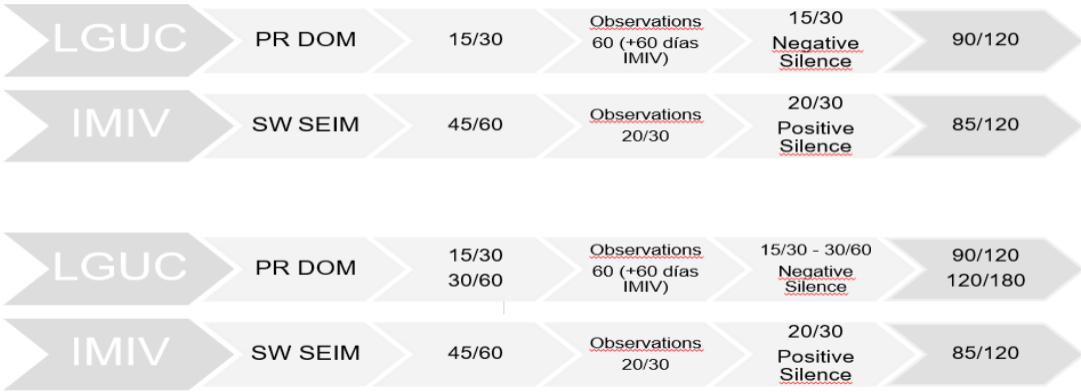 LGUC
PR DOM
15/30
Observations
60 (+60 días
IMIV)
15/30
Negative
Silence
90/120
IMIV
SW SEIM
45/60
Observations
20/30
20/30
Positive
Silence
85/120
LGUC
PR DOM
15/30
30/60
Observations
60 (+60 días
IMIV)
15/30 - 30/60
Negative
Silence
90/120
120/180
IMIV
SW SEIM
45/60
Observations
20/30
20/30
Positive
Silence
85/120